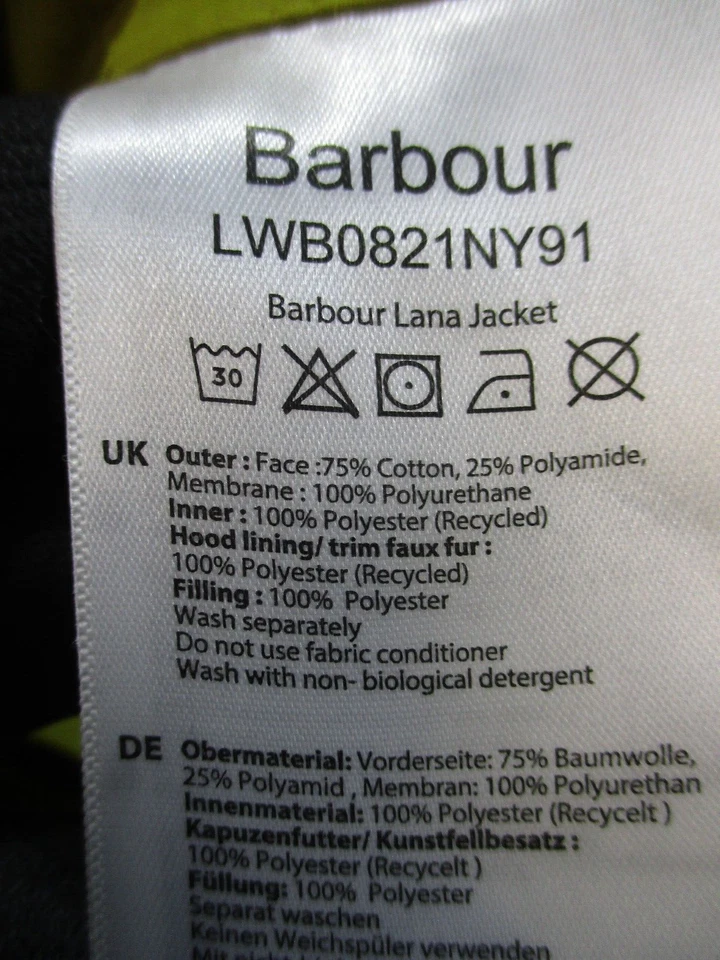 Barbour
LWB0821NY91
Barbour Lana Jacket
30
UK Outer : Face :75% Cotton, 25% Polyamide,
Membrane : 100% Polyurethane
Inner : 100% Polyester (Recycled)
Hood lining/ trim faux fur :
100% Polyester (Recycled)
Filling : 100% Polyester
Wash separately
Do not use fabric conditioner
Wash with non- biological detergent
DE Obermaterial: Vorderseite: 75% Baumwolle,
25% Polyamid , Membran: 100% Polyurethan
Innenmaterial: 100% Polyester (Recycelt )
Kapuzenfutter/ Kunstfellbesatz :
100% Polyester (Recycelt )
Füllung: 100% Polyester
Separat waschen
Keinen Weichspüler verwenden